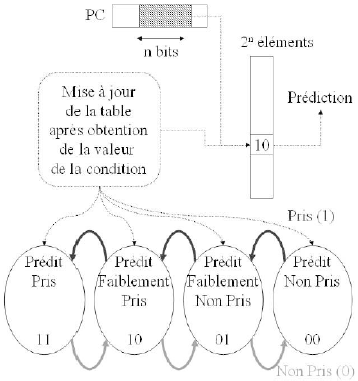 PC
n bits
2ⁿ éléments
Mise à jour
de la table
après obtention
de la valeur
de la condition
10
Prédiction
Pris (1)
Prédit
Pris
11
Prédit
Faiblement
Pris
10
Prédit
Faiblement
Non Pris
01
Prédit
Non Pris
00
Non Pris (0)